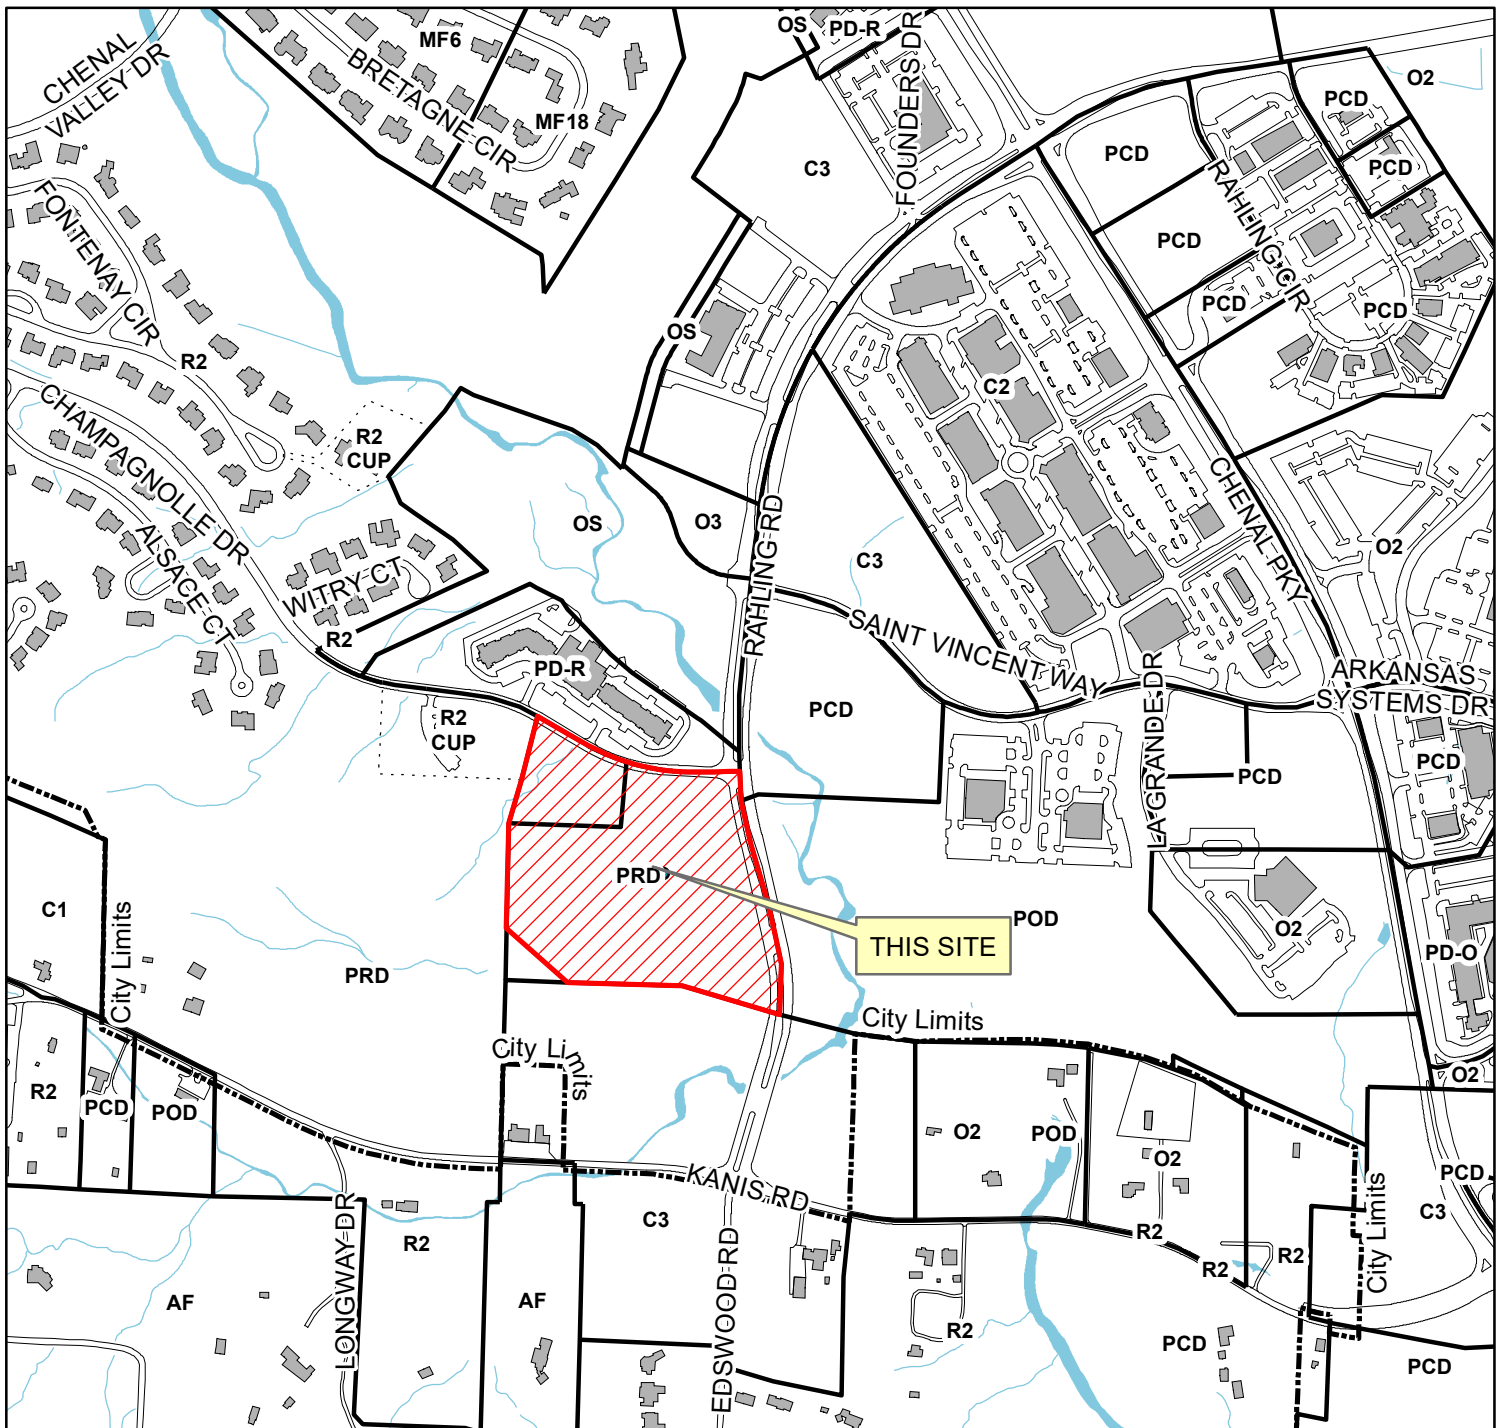 OS
PD-R
MF6
CHENAL
VALLEY DR
BRETAGNE CIR
MF18
FOUNDERS DR
C3
O2
PCD
PCD
PCD
RAHLING CIR
PCD
PCD
PCD
FONTENAY CIR
OS
R2
C2
CHAMPAGNOLLE DR
R2
CUP
CHENAL PKY
OS
O3
RAHLING RD
O2
C3
ALSACE CT
WITRY CT
R2
SAINT VINCENT WAY
PD-R
LA GRANDE DR
ARKANSAS
SYSTEMS DR
R2
CUP
PCD
PCD
PCD
PRD
THIS SITE
POD
C1
City Limits
O2
PD-O
PRD
City Limits
City Limits
O2
R2
PCD
POD
O2
POD
O2
KANIS RD
PCD
LONGWAY DR
R2
C3
EDSWOOD RD
R2
R2
R2
City Limits
C3
AF
AF
R2
PCD
PCD